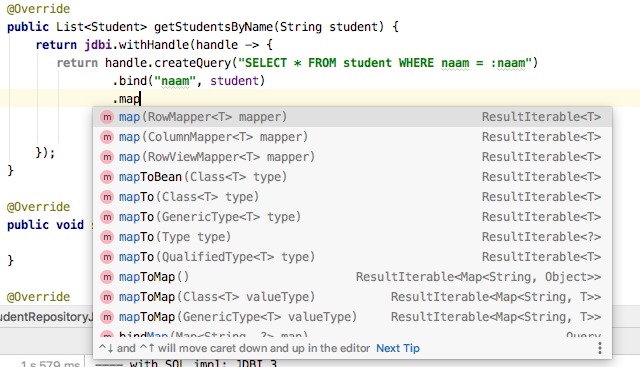 @Override
public List<Student> getStudentsByName(String student) {
return jdbi.withHandle(handle -> {
return handle.createQuery("SELECT * FROM student WHERE naam = :naam")
.bind("naam", student)
.map
map(RowMapper<T> mapper) ResultIterable<T>
map(ColumnMapper<T> mapper) ResultIterable<T>
map(RowViewMapper<T> mapper) ResultIterable<T>
mapToBean(Class<T> type) ResultIterable<T>
mapTo(Class<T> type) ResultIterable<T>
mapTo(GenericType<T> type) ResultIterable<T>
mapTo(Type type) ResultIterable<?>
mapTo(QualifiedType<T> type) ResultIterable<T>
mapToMap() ResultIterable<Map<String, Object>>
mapToMap(Class<T> valueType) ResultIterable<Map<String, T>>
mapToMap(GenericType<T> valueType) ResultIterable<Map<String, T>>
bindMap(Map<String, ?> map) Query
^↓ and ^↑ will move caret down and up in the editor Next Tip
});
}
@Override
public void
}
@Override
udentRepositoryJ
1 s 579 ms
---- with SQL impl: JDBI 3